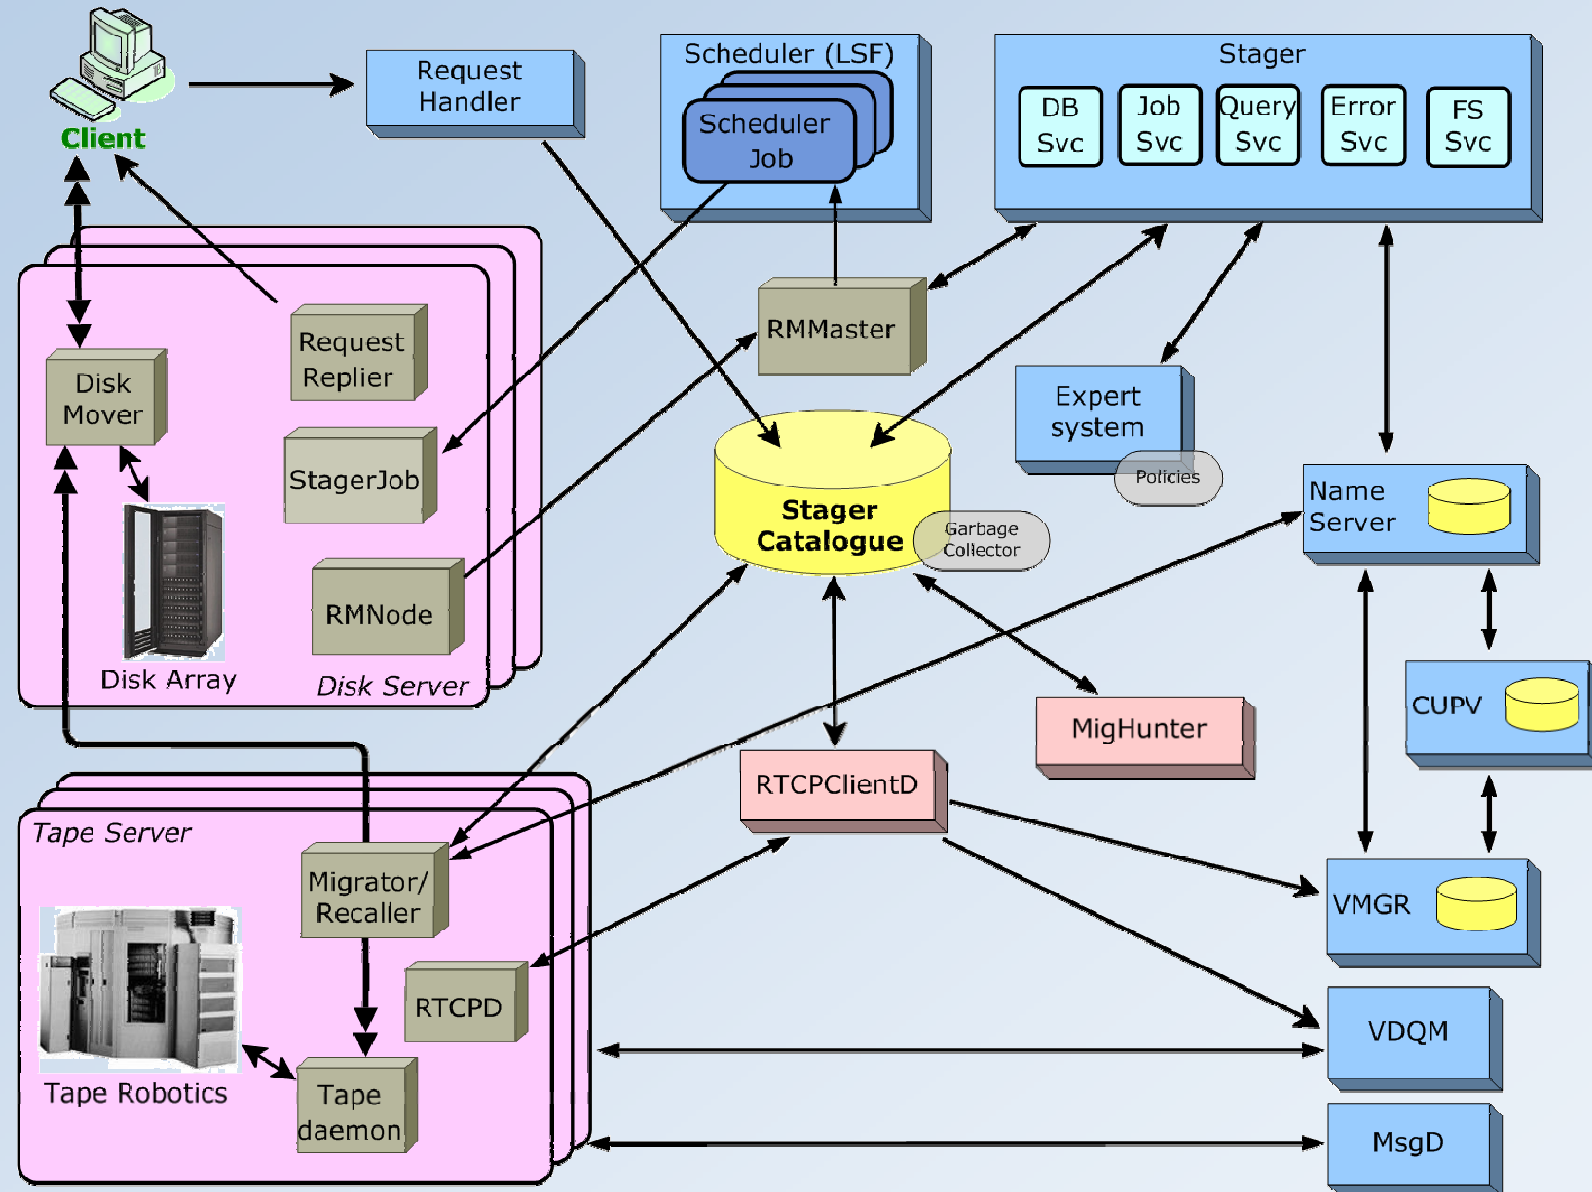 Client
Request
Handler
Scheduler (LSF)
Scheduler
Job
Stager
DB
Svc
Job
Svc
Query
Svc
Error
Svc
FS
Svc
Request
Replier
Disk
Mover
StagerJob
RMNode
Disk Array
Disk Server
RMMaster
Stager
Catalogue
Garbage
Collector
Expert
system
Policies
Name
Server
CUPV
MigHunter
RTCPClientD
VMGR
VDQM
MsgD
Tape Server
Migrator/
Recaller
RTCPD
Tape Robotics
Tape
daemon